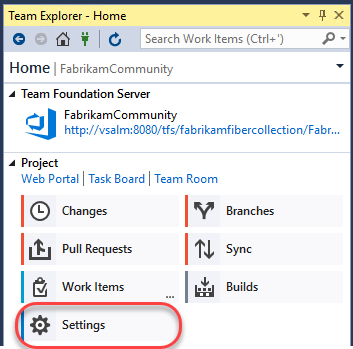 Team Explorer - Home
Search Work Items (Ctrl+')
Home | FabrikamCommunity
Team Foundation Server
FabrikamCommunity
http://vsalm:8080/tfs/fabrikamfibercollection/Fabr...
Project
Web Portal | Task Board | Team Room
Changes
Branches
Pull Requests
Sync
Work Items
...
Builds
Settings